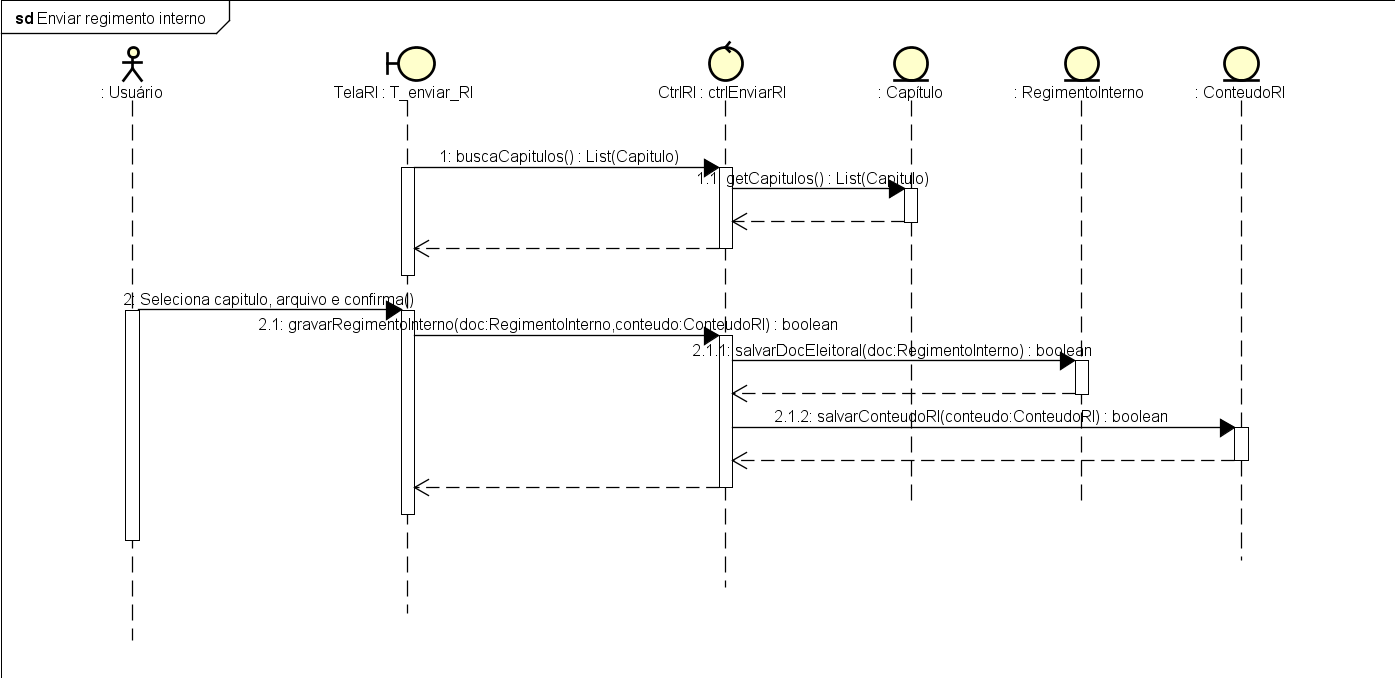 sd Enviar regimento interno
: Usuário
TelaRI : T_enviar_RI
CtrlRI : ctrlEnviarRI
: Capítulo
: RegimentoInterno
: ConteudoRI
1: buscaCapitulos() : List(Capitulo)
1.1: getCapitulos() : List(Capitulo)
2: Seleciona capitulo, arquivo e confirma()
2.1: gravarRegimentoInterno(doc:RegimentoInterno,conteudo:ConteudoRI) : boolean
2.1.1: salvarDocEleitoral(doc:RegimentoInterno) : boolean
2.1.2: salvarConteudoRI(conteudo:ConteudoRI) : boolean